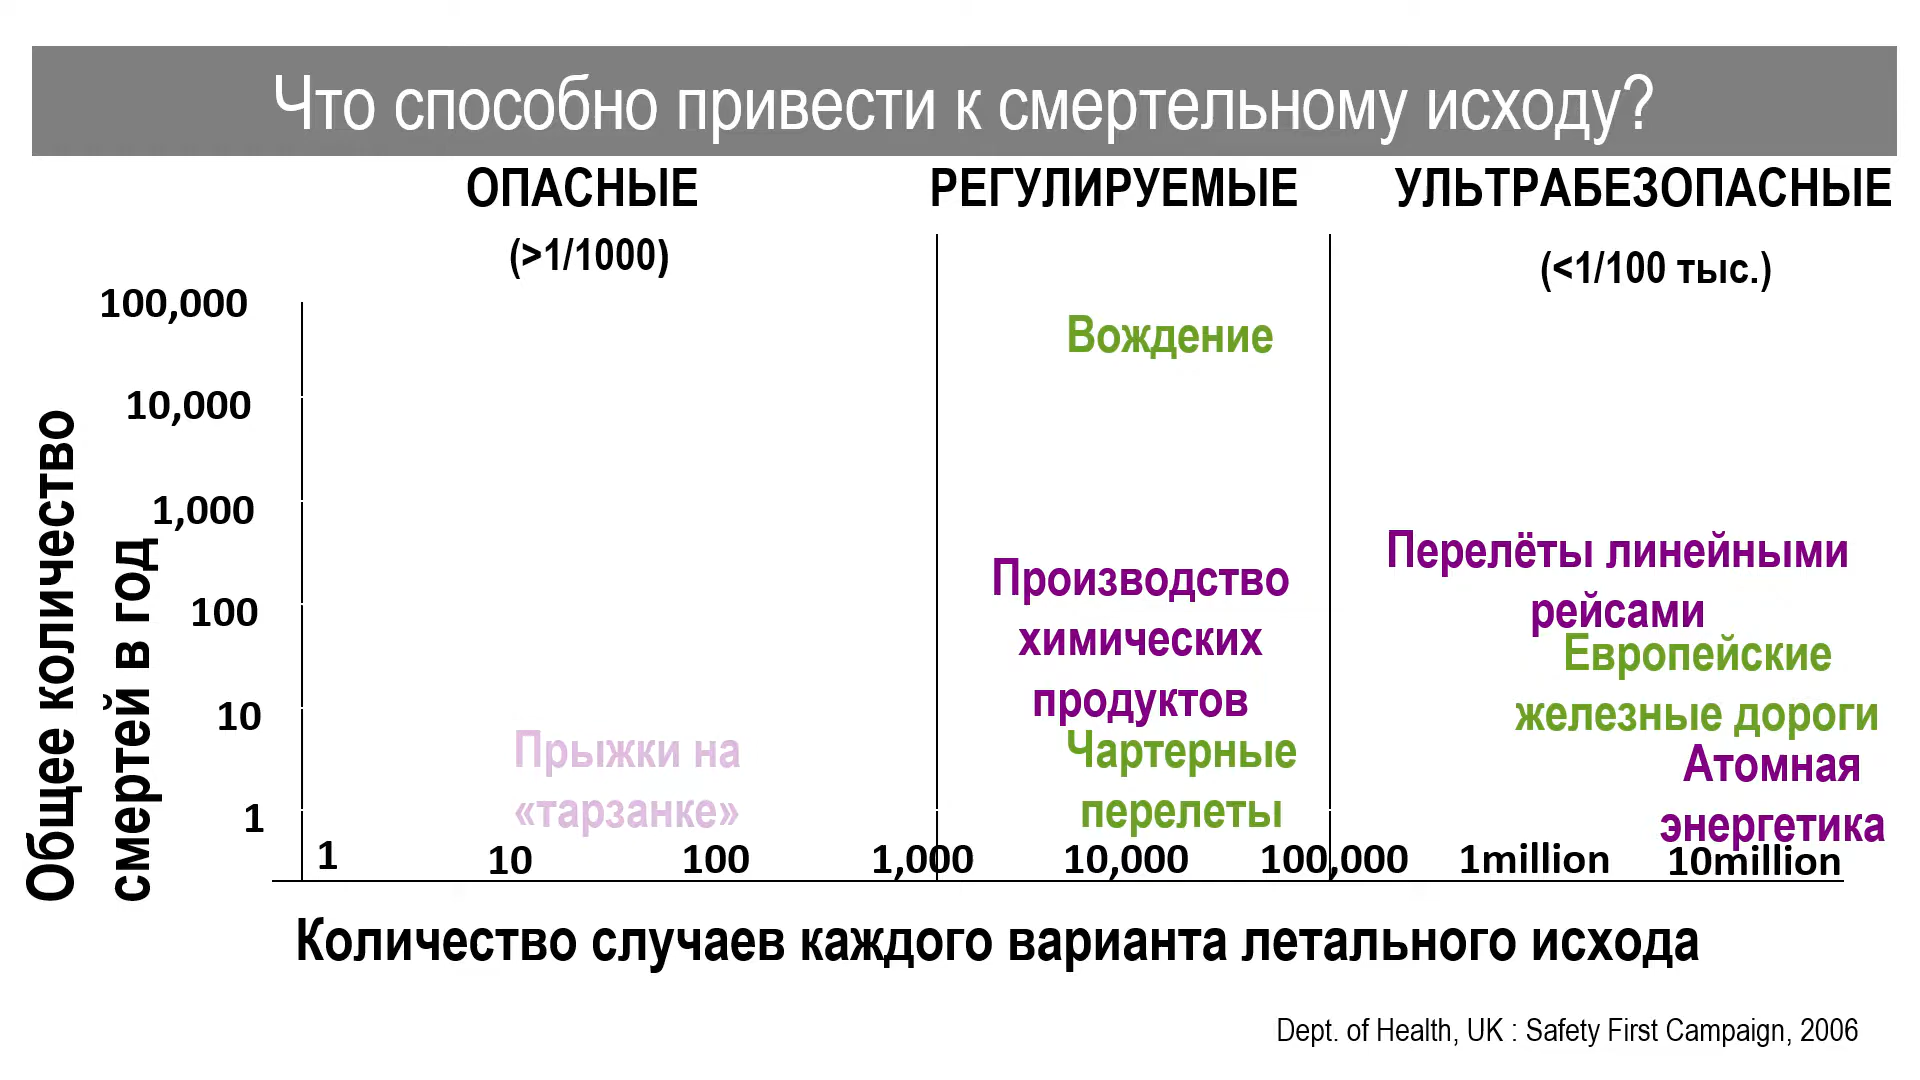 Что способно привести к смертельному исходу?
ОПАСНЫЕ
РЕГУЛИРУЕМЫЕ
УЛЬТРАБЕЗОПАСНЫЕ
(>1/1000)
(<1/100 тыс.)
Общее количество
смертей в год
100,000
10,000
1,000
100
10
1
Вождение
Производство
химических
продуктов
Чартерные
перелеты
Перелёты линейными
рейсами
Европейские
железные дороги
Атомная
энергетика
Прыжки на
«тарзанке»
1
10
100
1,000
10,000
100,000
1million
10million
Количество случаев каждого варианта летального исхода
Dept. of Health, UK : Safety First Campaign, 2006